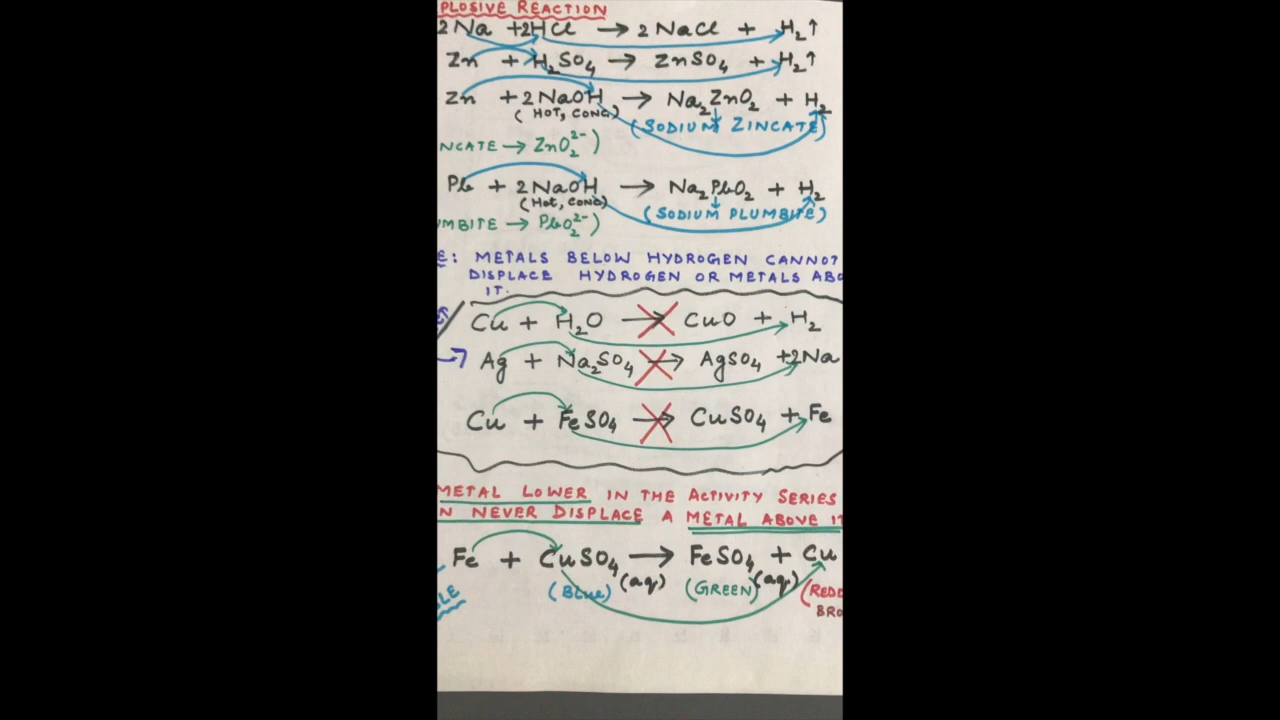 PLOSIVE REACTION
2Na + 2HCl → 2NaCl + H₂↑
Zn + H₂SO₄ → ZnSO₄ + H₂↑
Zn + 2NaOH → Na₂ZnO₂ + H₂
(HOT, CONC.) (SODIUM ZINCATE)
NCATE → ZnO₂²⁻)
Pb + 2NaOH → Na₂PbO₂ + H₂
(HOT, CONC) (SODIUM PLUMBITE)
MBITE → PbO₂²⁻)
E: METALS BELOW HYDROGEN CANNOT
DISPLACE HYDROGEN OR METALS ABO
IT.
Cu + H₂O → CuO + H₂
Ag + Na₂SO₄ → AgSO₄ + 2Na
Cu + FeSO₄ → CuSO₄ + Fe
METAL LOWER IN THE ACTIVITY SERIES
N NEVER DISPLACE A METAL ABOVE IT
Fe + CuSO₄ (aq) → FeSO₄ (aq) + Cu
LE (Blue) (GREEN) (REDD
BRO